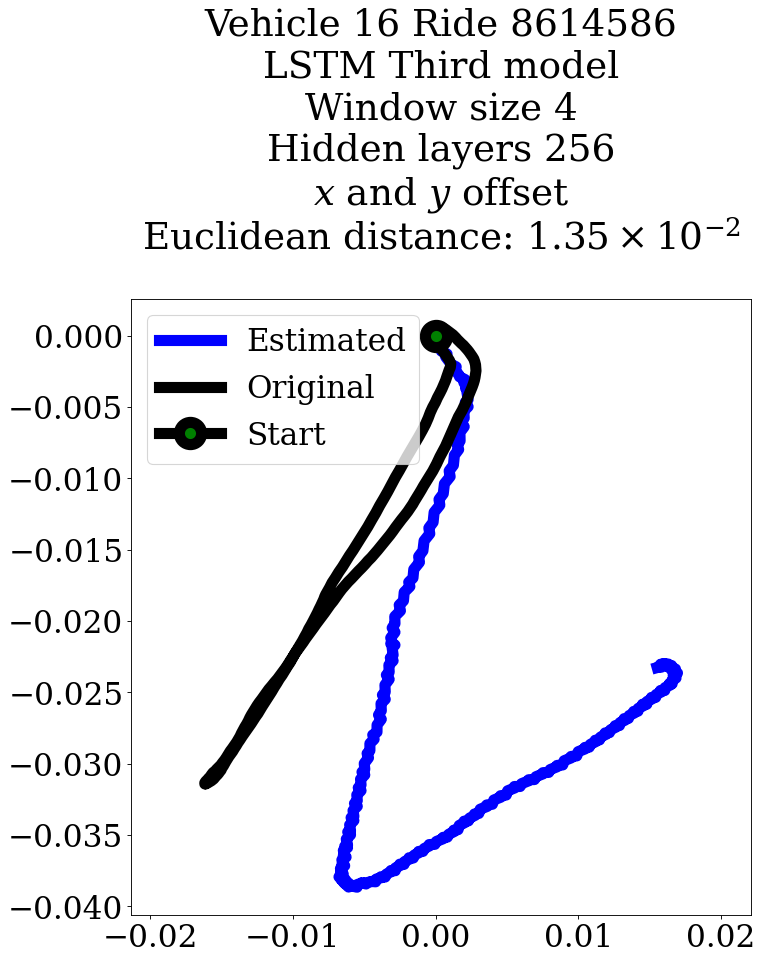 Vehicle 16 Ride 8614586
LSTM Third model
Window size 4
Hidden layers 256
x and y offset
Euclidean distance: 1.35 × 10⁻²
Estimated
Original
Start
0.000
−0.005
−0.010
−0.015
−0.020
−0.025
−0.030
−0.035
−0.040
−0.02 −0.01 0.00 0.01 0.02